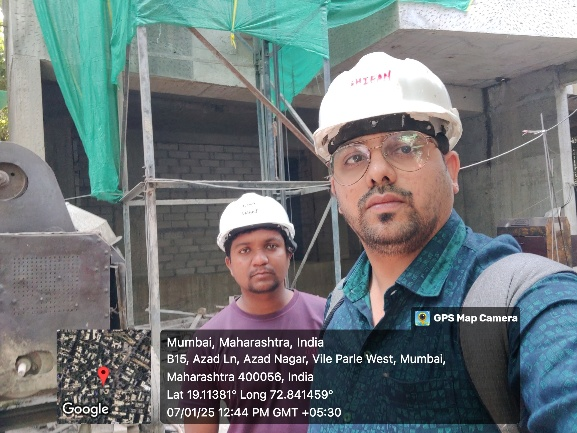 SHIRAM
GPS Map Camera
Mumbai, Maharashtra, India
B15, Azad Ln, Azad Nagar, Vile Parle West, Mumbai,
Maharashtra 400056, India
Lat 19.11381° Long 72.841459°
07/01/25 12:44 PM GMT +05:30
Google